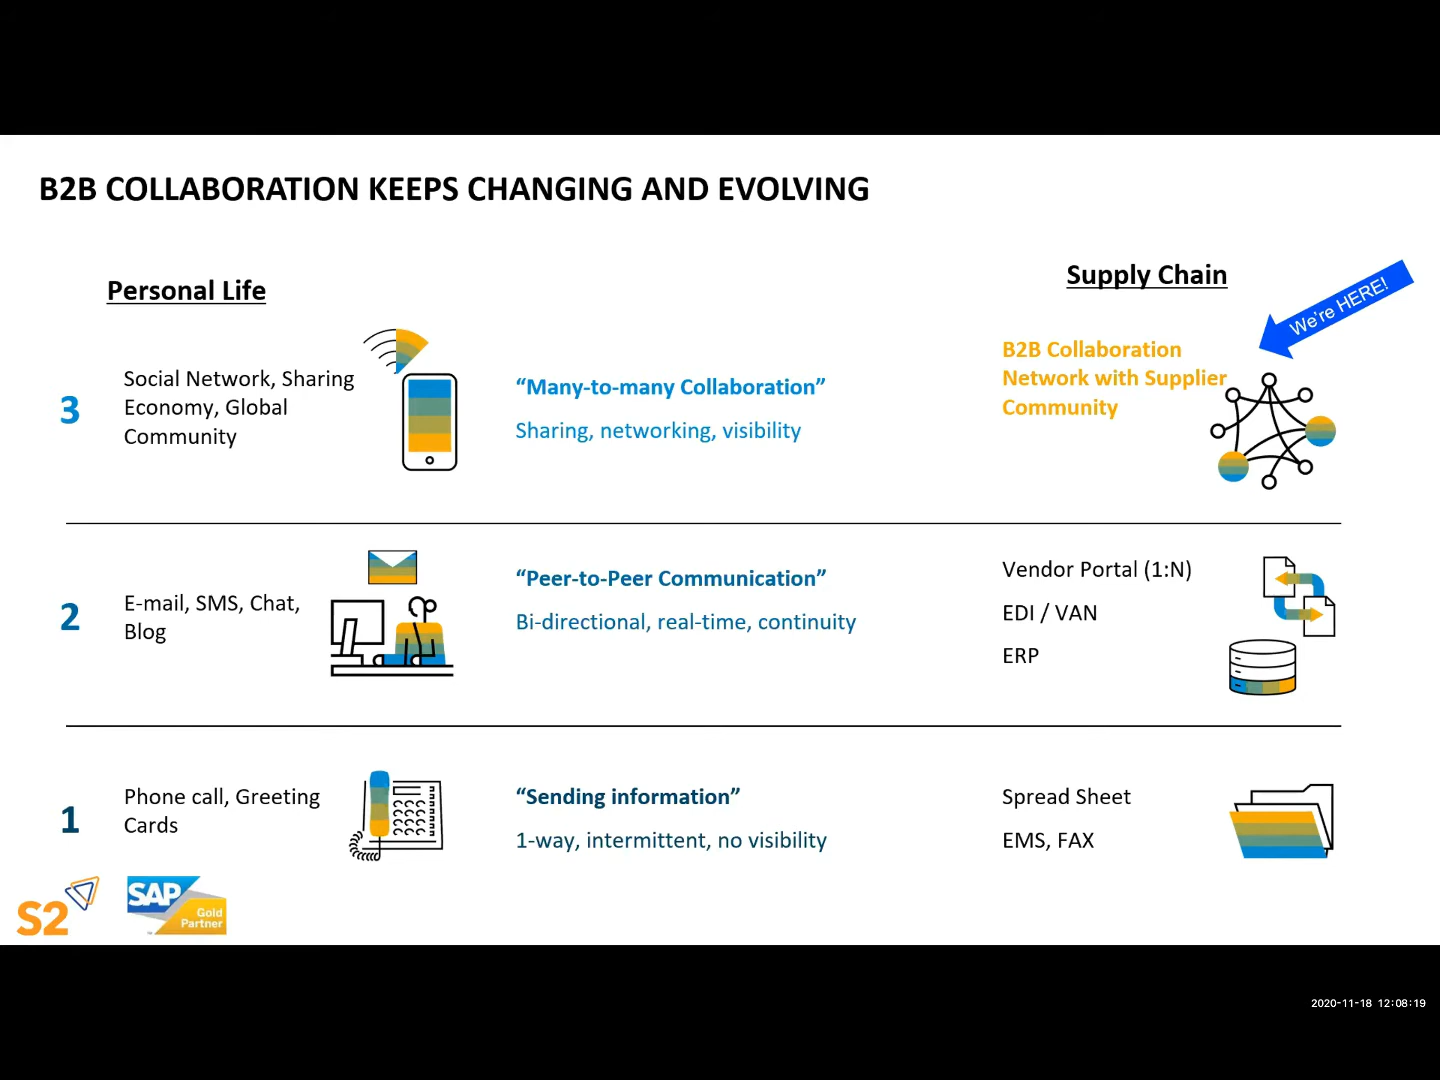 B2B COLLABORATION KEEPS CHANGING AND EVOLVING
Personal Life
Supply Chain
We're HERE!
3
Social Network, Sharing
Economy, Global
Community
“Many-to-many Collaboration”
Sharing, networking, visibility
B2B Collaboration
Network with Supplier
Community
2
E-mail, SMS, Chat,
Blog
“Peer-to-Peer Communication”
Bi-directional, real-time, continuity
Vendor Portal (1:N)
EDI / VAN
ERP
1
Phone call, Greeting
Cards
“Sending information”
1-way, intermittent, no visibility
Spread Sheet
EMS, FAX
S2
SAP
Gold
Partner
2020-11-18 12:08:19